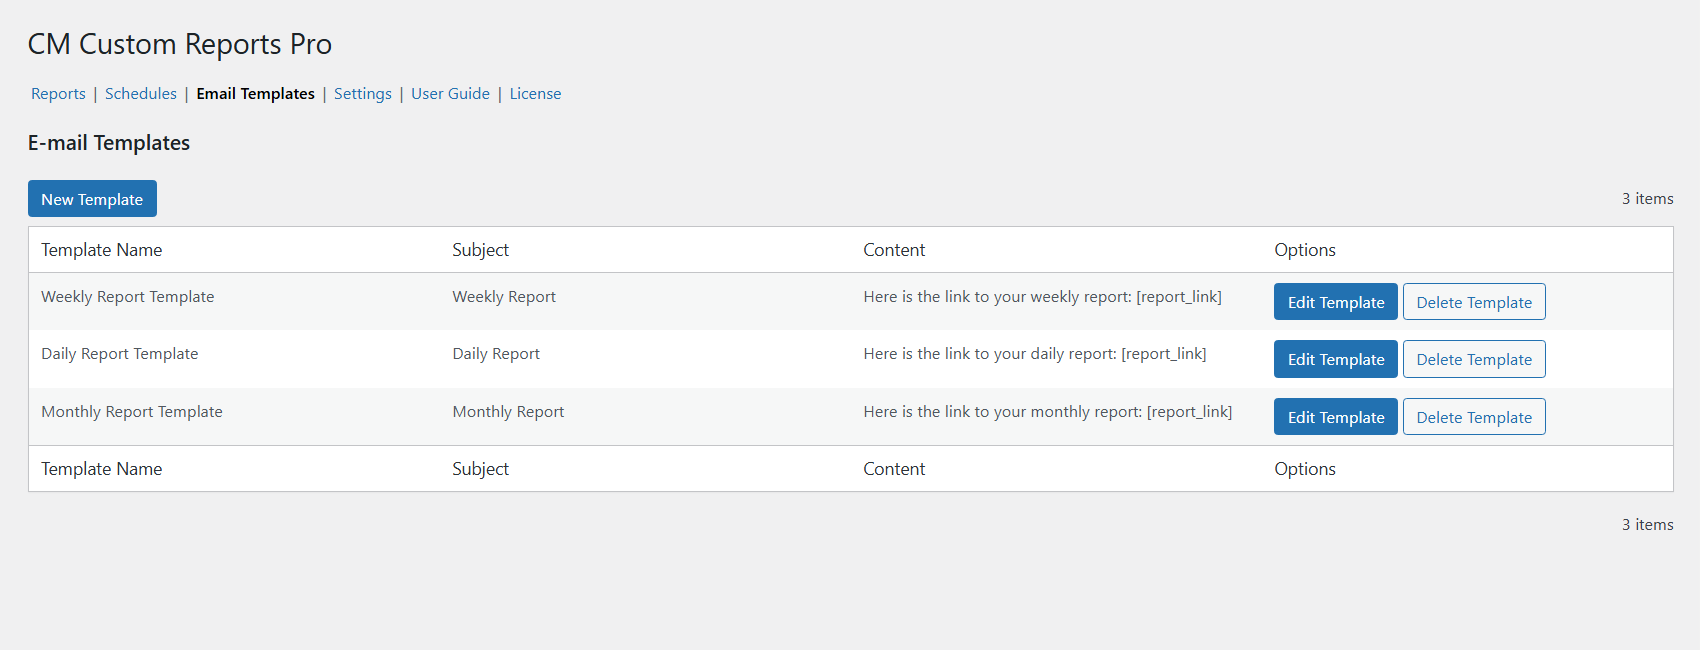 CM Custom Reports Pro
Reports | Schedules | Email Templates | Settings | User Guide | License
E-mail Templates
New Template 3 items
Template Name Subject Content Options
Weekly Report Template Weekly Report Here is the link to your weekly report: [report_link] Edit Template Delete Template
Daily Report Template Daily Report Here is the link to your daily report: [report_link] Edit Template Delete Template
Monthly Report Template Monthly Report Here is the link to your monthly report: [report_link] Edit Template Delete Template
Template Name Subject Content Options
3 items